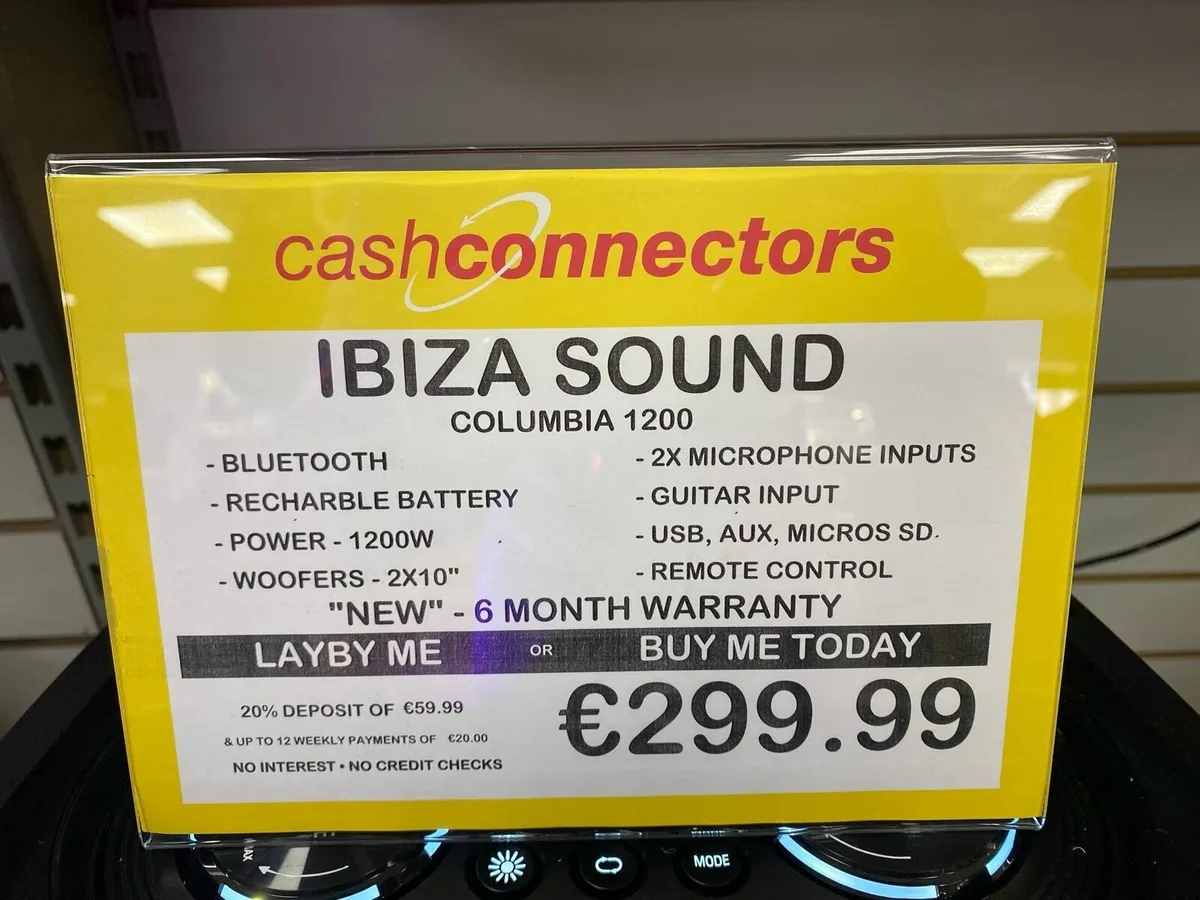 cashconnectors
IBIZA SOUND
COLUMBIA 1200
- BLUETOOTH
- RECHARBLE BATTERY
- POWER - 1200W
- WOOFERS - 2X10"
- 2X MICROPHONE INPUTS
- GUITAR INPUT
- USB, AUX, MICROS SD.
- REMOTE CONTROL
"NEW" - 6 MONTH WARRANTY
LAYBY ME OR BUY ME TODAY
20% DEPOSIT OF €59.99
& UP TO 12 WEEKLY PAYMENTS OF €20.00
NO INTEREST • NO CREDIT CHECKS
€299.99
MAX
MODE